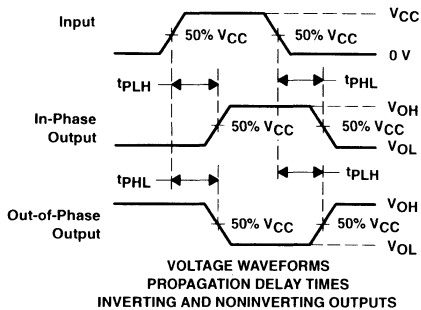 Input
50% VCC
50% VCC
VCC
0 V
tPLH
tPHL
In-Phase
Output
50% VCC
50% VCC
VOH
VOL
tPHL
tPLH
Out-of-Phase
Output
50% VCC
50% VCC
VOH
VOL
VOLTAGE WAVEFORMS
PROPAGATION DELAY TIMES
INVERTING AND NONINVERTING OUTPUTS